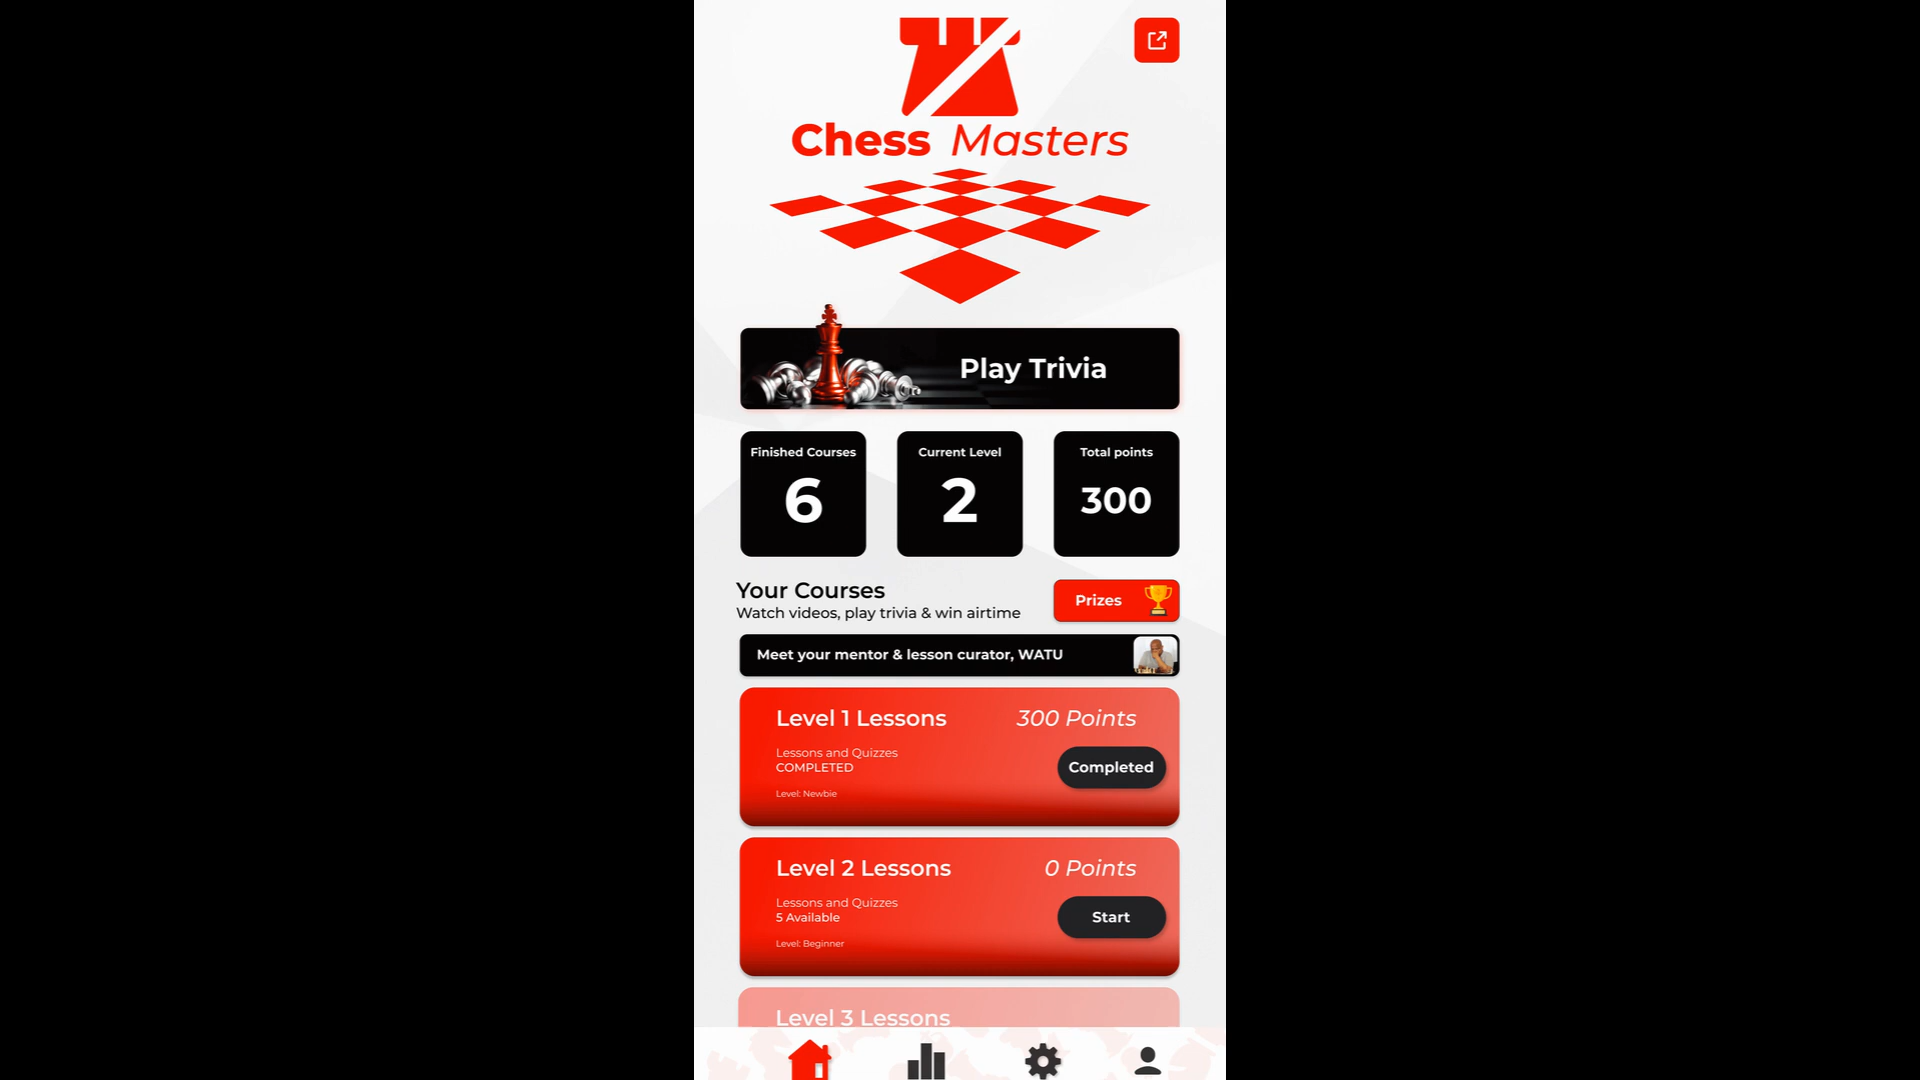 Chess Masters
Play Trivia
Finished Courses
6
Current Level
2
Total points
300
Your Courses
Watch videos, play trivia & win airtime
Prizes
Meet your mentor & lesson curator, WATU
Level 1 Lessons
300 Points
Lessons and Quizzes
COMPLETED
Completed
Level: Newbie
Level 2 Lessons
0 Points
Lessons and Quizzes
5 Available
Start
Level: Beginner
Level 3 Lessons